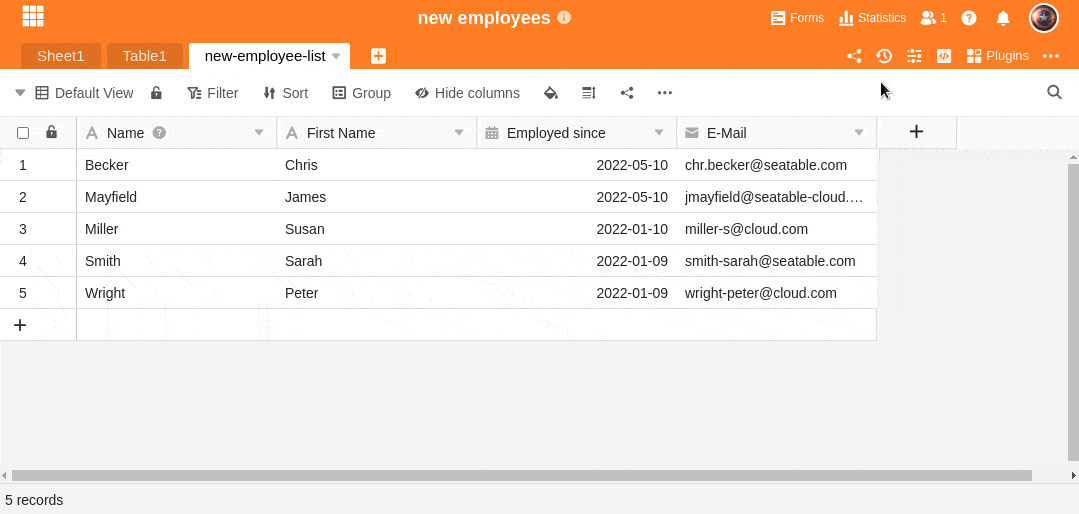 new employees
Forms Statistics 1
Sheet1 Table1 new-employee-list Plugins
Default View Filter Sort Group Hide columns
Name First Name Employed since E-Mail
1 Becker Chris 2022-05-10 chr.becker@seatable.com
2 Mayfield James 2022-05-10 jmayfield@seatable-cloud.…
3 Miller Susan 2022-01-10 miller-s@cloud.com
4 Smith Sarah 2022-01-09 smith-sarah@seatable.com
5 Wright Peter 2022-01-09 wright-peter@cloud.com
5 records